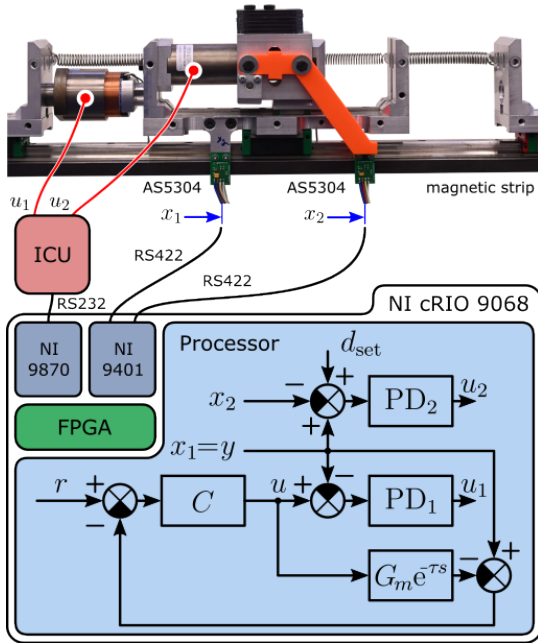 AS5304
AS5304
magnetic strip
u₁
u₂
x₁
x₂
ICU
RS422
RS422
RS232
NI cRIO 9068
NI
9870
NI
9401
FPGA
Processor
d_set
−
+
x₂
PD₂
u₂
+
x₁=y
−
r
+
C
u
+
PD₁
u₁
−
Gₘe^-τs
−
+